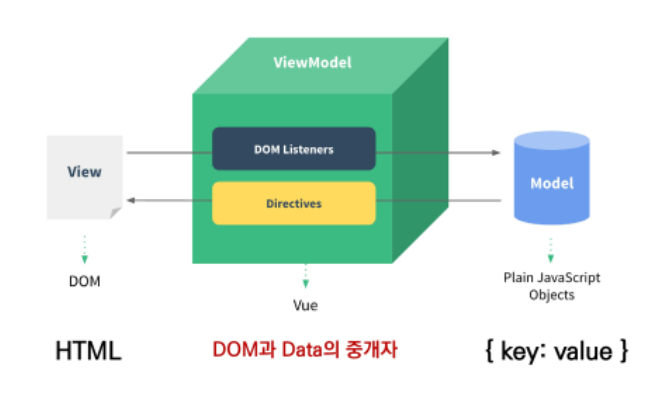 ViewModel
DOM Listeners
View
Model
Directives
DOM
Plain JavaScript
Objects
Vue
HTML
DOM과 Data의 중개자
{ key: value }